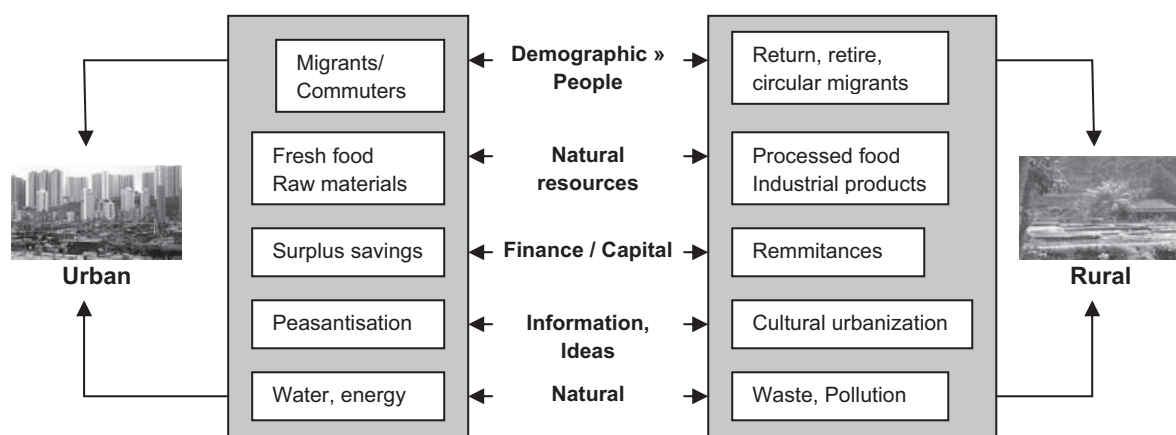 Migrants/
Commuters
Demographic »
People
Return, retire,
circular migrants
Fresh food
Raw materials
Natural
resources
Processed food
Industrial products
Urban
Surplus savings
Finance / Capital
Remmitances
Rural
Peasantisation
Information,
Ideas
Cultural urbanization
Water, energy
Natural
Waste, Pollution